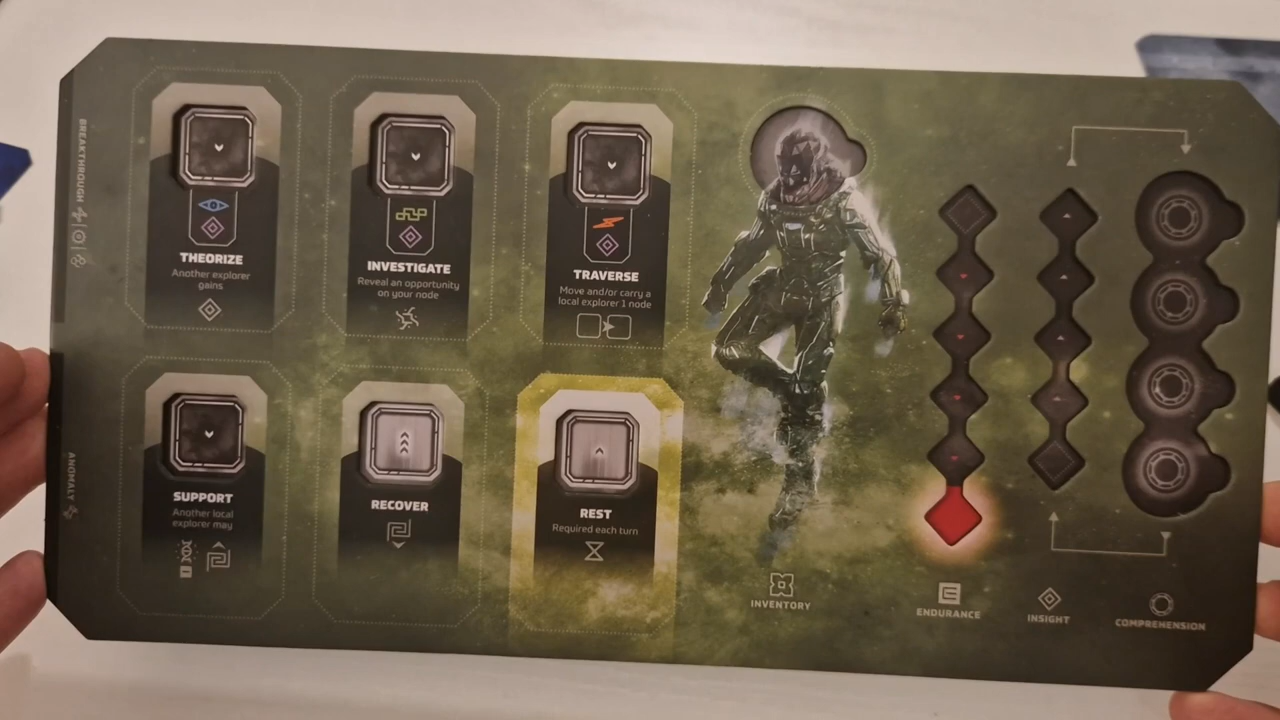 BREAKTHROUGH
THEORIZE
Another explorer
gains
INVESTIGATE
Reveal an opportunity
on your node
TRAVERSE
Move and/or carry a
local explorer 1 node
ANOMALY
SUPPORT
Another local
explorer may
RECOVER
REST
Required each turn
INVENTORY
ENDURANCE
INSIGHT
COMPREHENSION